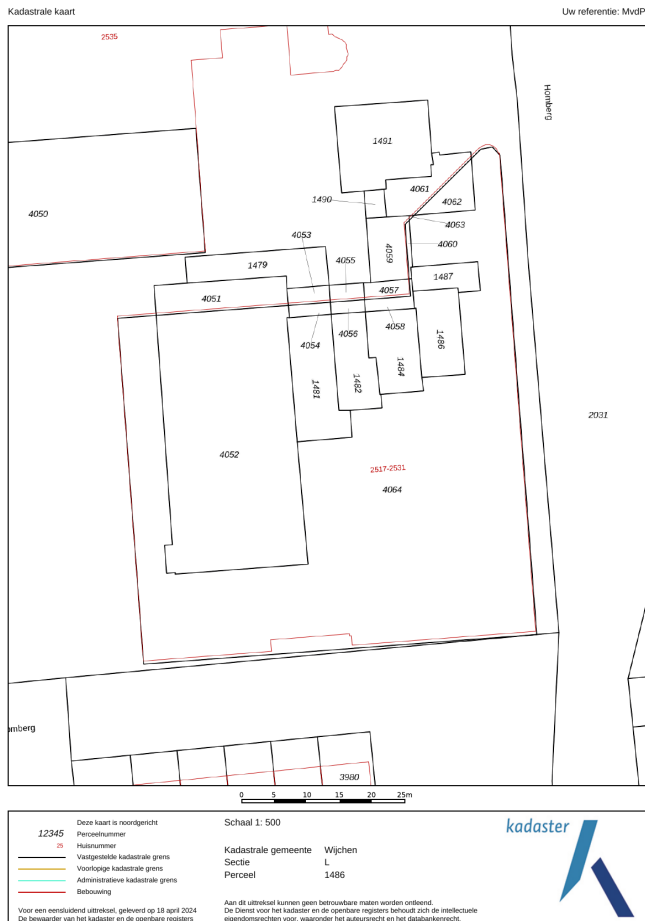 Kadastrale kaart
Uw referentie: MvdP
2535
Homberg
1491
4050
1490
4061
4062
4063
4053
4060
1479
4055
4059
1487
4051
4057
4054
4056
4058
1486
1481
1482
1484
2031
4052
2517-2531
4064
omberg
3980
0 5 10 15 20 25m
Deze kaart is noordgericht
12345 Perceelnummer
25 Huisnummer
Vastgestelde kadastrale grens
Voorlopige kadastrale grens
Administratieve kadastrale grens
Bebouwing
Voor een eensluidend uittreksel, geleverd op 18 april 2024
De bewaarder van het kadaster en de openbare registers
Schaal 1: 500
Kadastrale gemeente Wijchen
Sectie L
Perceel 1486
Aan dit uittreksel kunnen geen betrouwbare maten worden ontleend.
De Dienst voor het kadaster en de openbare registers behoudt zich de intellectuele
eigendomsrechten voor, waaronder het auteursrecht en het databankenrecht.
kadaster